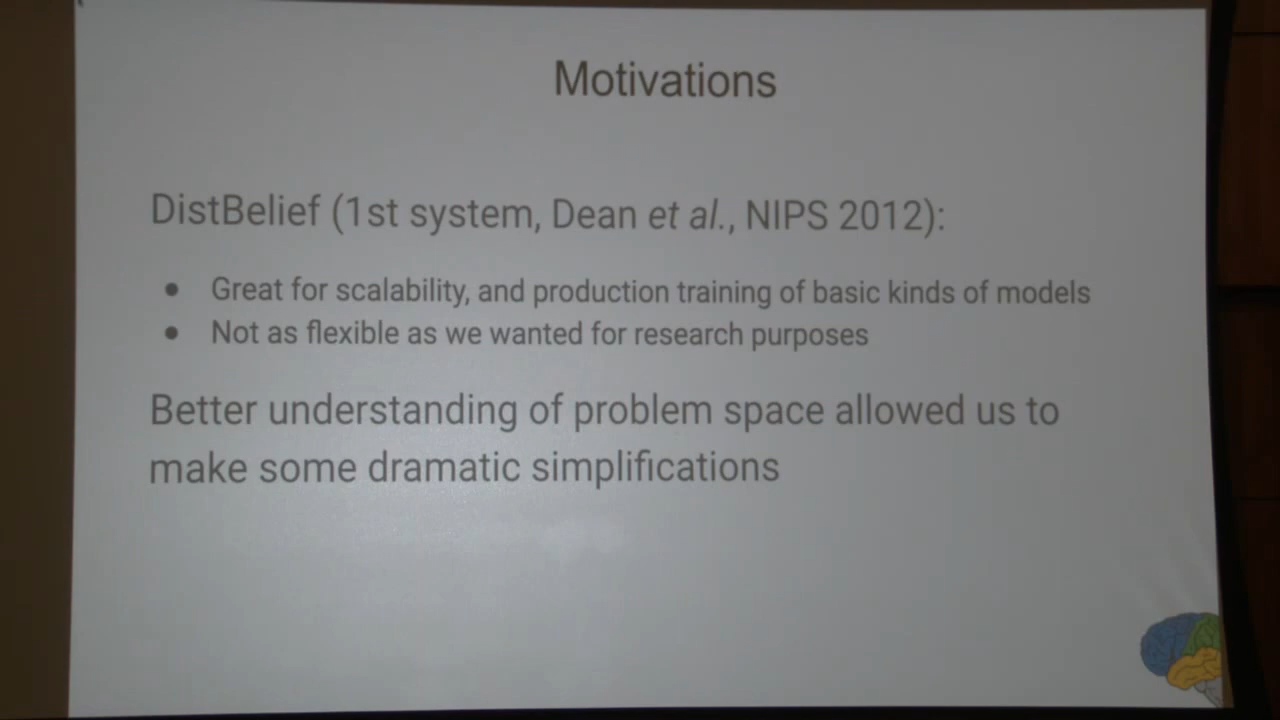 Motivations
DistBelief (1st system, Dean et al., NIPS 2012):
● Great for scalability, and production training of basic kinds of models
● Not as flexible as we wanted for research purposes
Better understanding of problem space allowed us to
make some dramatic simplifications